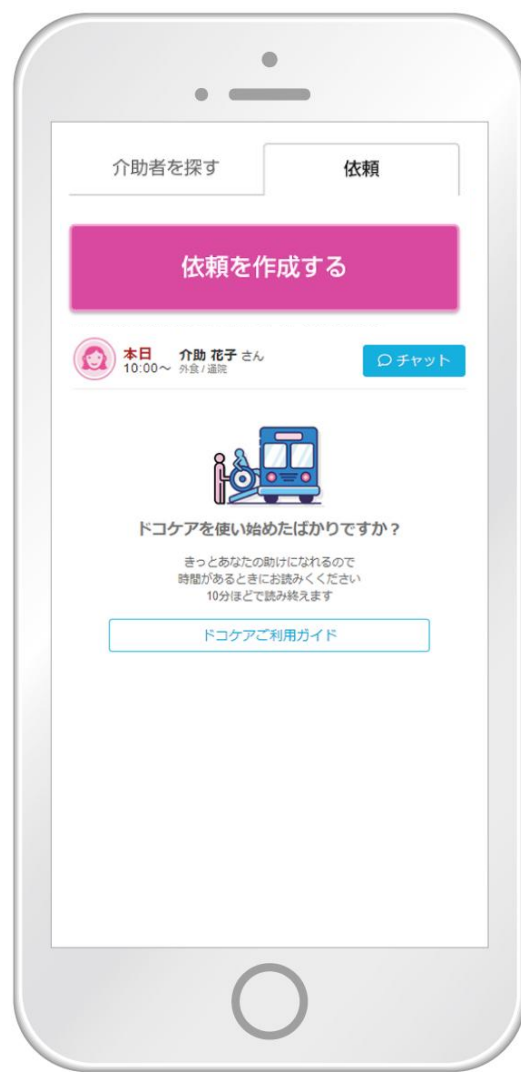 介助者を探す
依頼
依頼を作成する
本日 介助 花子 さん
10:00～ 外食 / 通院
チャット
ドコケアを使い始めたばかりですか？
きっとあなたの助けになれるので
時間があるときにお読みください
10分ほどで読み終えます
ドコケアご利用ガイド